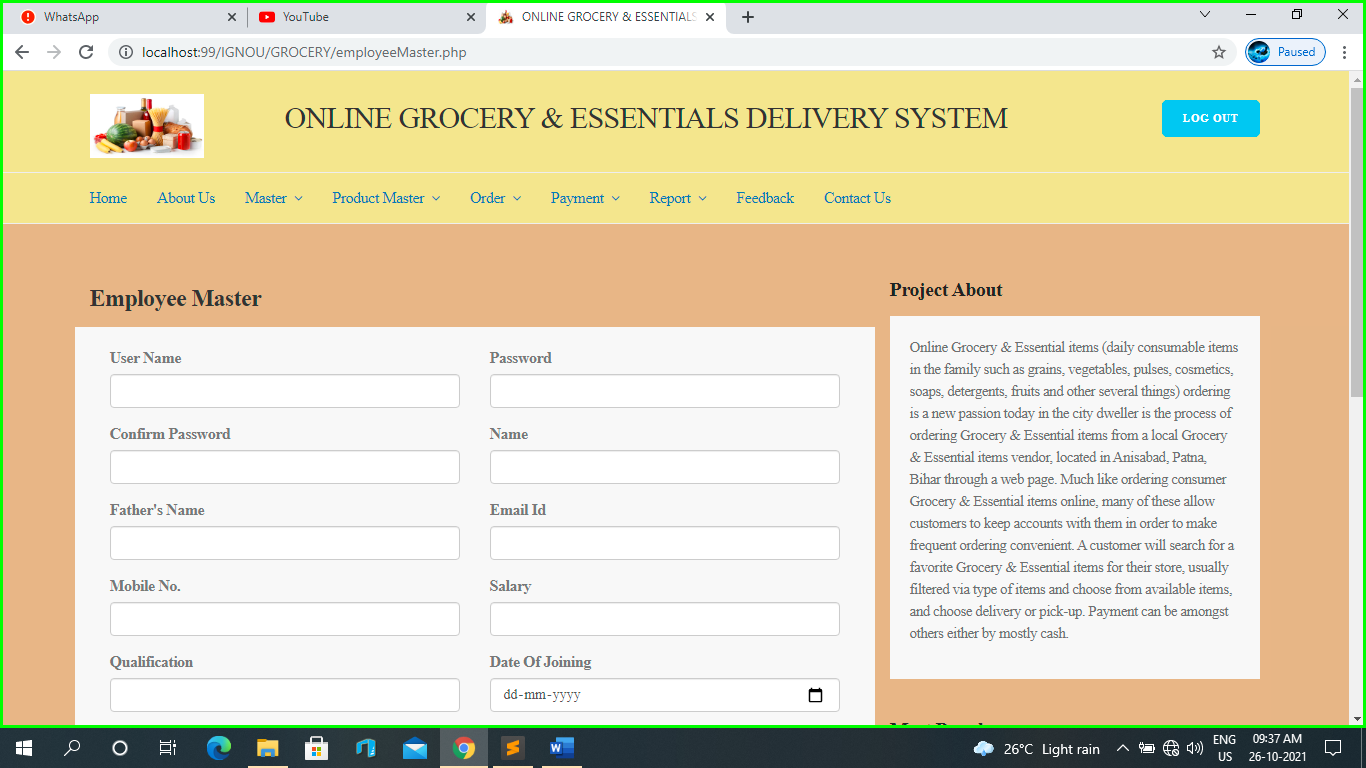 WhatsApp
YouTube
ONLINE GROCERY & ESSENTIALS
localhost:99/IGNOU/GROCERY/employeeMaster.php
Paused
ONLINE GROCERY & ESSENTIALS DELIVERY SYSTEM
LOG OUT
Home About Us Master Product Master Order Payment Report Feedback Contact Us
Employee Master
User Name Password
Confirm Password Name
Father's Name Email Id
Mobile No. Salary
Qualification Date Of Joining
dd-mm-yyyy
Project About
Online Grocery & Essential items (daily consumable items
in the family such as grains, vegetables, pulses, cosmetics,
soaps, detergents, fruits and other several things) ordering
is a new passion today in the city dweller is the process of
ordering Grocery & Essential items from a local Grocery
& Essential items vendor, located in Anisabad, Patna,
Bihar through a web page. Much like ordering consumer
Grocery & Essential items online, many of these allow
customers to keep accounts with them in order to make
frequent ordering convenient. A customer will search for a
favorite Grocery & Essential items for their store, usually
filtered via type of items and choose from available items,
and choose delivery or pick-up. Payment can be amongst
others either by mostly cash.
26°C Light rain
ENG
US
09:37 AM
26-10-2021